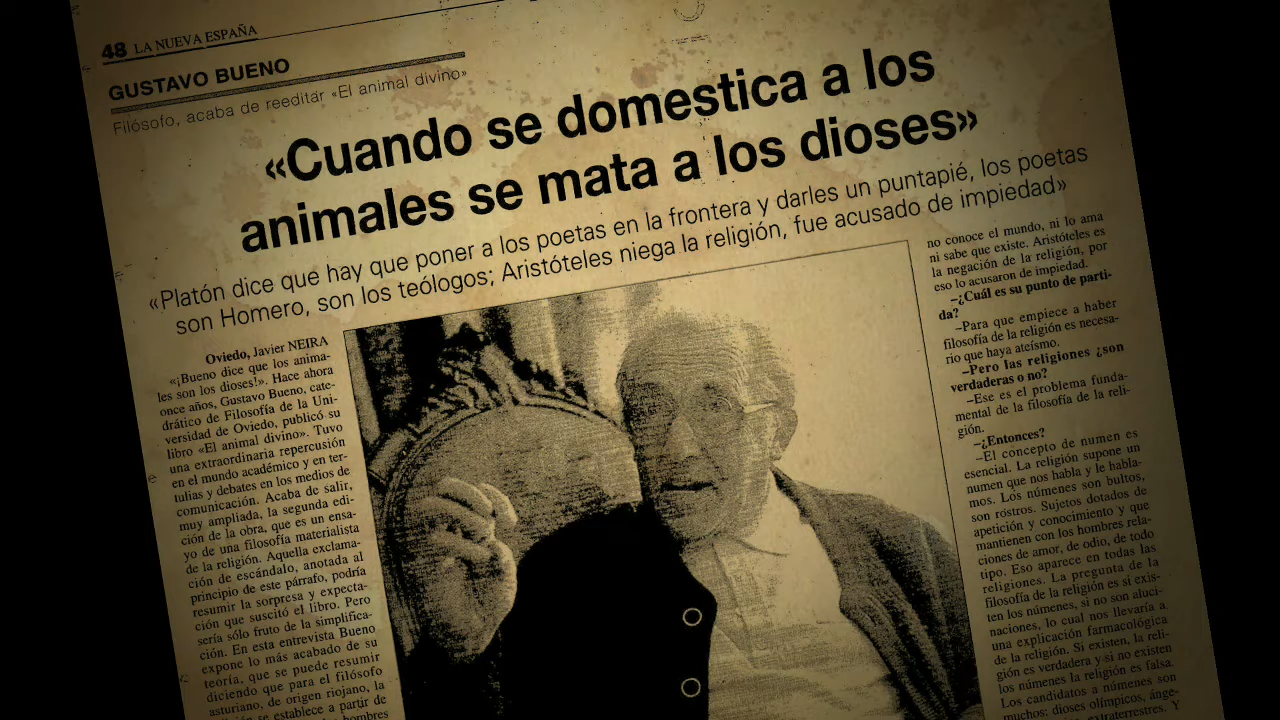 48 LA NUEVA ESPAÑA
GUSTAVO BUENO
Filósofo, acaba de reeditar «El animal divino»
«Cuando se domestica a los
animales se mata a los dioses»
«Platón dice que hay que poner a los poetas en la frontera y darles un puntapié, los poetas
son Homero, son los teólogos; Aristóteles niega la religión, fue acusado de impiedad»
Oviedo, Javier NEIRA
«¡Bueno dice que los anima-
les son los dioses!». Hace ahora
once años, Gustavo Bueno, cate-
drático de Filosofía de la Uni-
versidad de Oviedo, publicó su
libro «El animal divino». Tuvo
una extraordinaria repercusión
en el mundo académico y en ter-
tulias y debates en los medios de
comunicación. Acaba de salir,
muy ampliada, la segunda edi-
ción de la obra, que es un ensa-
yo de una filosofía materialista
de la religión. Aquella exclama-
ción de escándalo, anotada al
principio de este párrafo, podría
resumir la sorpresa y expecta-
ción que suscitó el libro. Pero
sería sólo fruto de la simplifica-
ción. En esta entrevista Bueno
expone lo más acabado de su
teoría, que se puede resumir
diciendo que para el filósofo
asturiano, de origen riojano, la
se establece a partir de
hombres
no conoce el mundo, ni lo ama
ni sabe que existe. Aristóteles es
la negación de la religión, por
eso lo acusaron de impiedad.
–¿Cuál es su punto de parti-
da?
–Para que empiece a haber
filosofía de la religión es necesa-
rio que haya ateísmo.
–Pero las religiones ¿son
verdaderas o no?
–Ese es el problema funda-
mental de la filosofía de la reli-
gión.
–¿Entonces?
–El concepto de numen es
esencial. La religión supone un
numen que nos habla y le habla-
mos. Los númenes son bultos,
son rostros. Sujetos dotados de
apetición y conocimiento y que
mantienen con los hombres rela-
ciones de amor, de odio, de todo
tipo. Eso aparece en todas las
religiones. La pregunta de la
filosofía de la religión es si exis-
ten los númenes, si no son aluci-
naciones, lo cual nos llevaría a
una explicación farmacológica
de la religión. Si existen, la reli-
gión es verdadera y si no existen
los númenes la religión es falsa.
Los candidatos a númenes son
muchos: dioses olímpicos, ánge-
Y